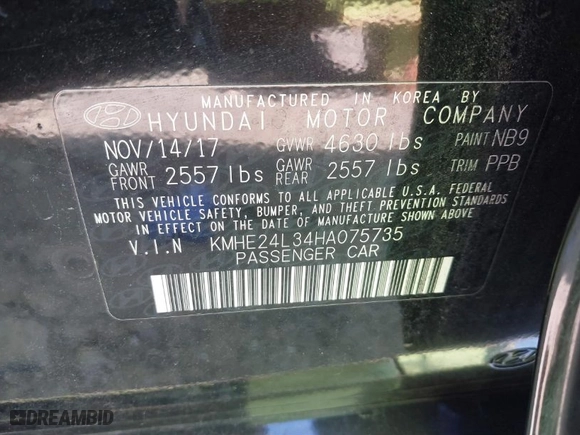 MANUFACTURED IN KOREA BY
HYUNDAI MOTOR COMPANY
NOV/14/17 GVWR 4630 lbs PAINT NB9
GAWR FRONT 2557 lbs GAWR REAR 2557 lbs TRIM PPB
THIS VEHICLE CONFORMS TO ALL APPLICABLE U.S.A. FEDERAL
MOTOR VEHICLE SAFETY, BUMPER, AND THEFT PREVENTION STANDARDS
IN EFFECT ON THE DATE OF MANUFACTURE SHOWN ABOVE
V.I.N KMHE24L34HA075735
PASSENGER CAR
DREAMBID